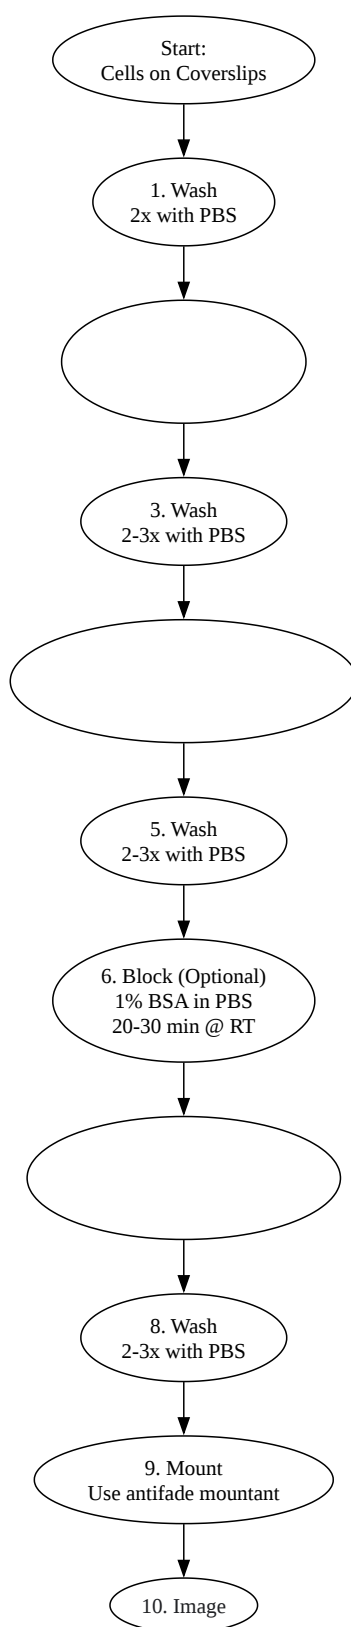 Start:
Cells on Coverslips
1. Wash
2x with PBS
3. Wash
2-3x with PBS
5. Wash
2-3x with PBS
6. Block (Optional)
1% BSA in PBS
20-30 min @ RT
8. Wash
2-3x with PBS
9. Mount
Use antifade mountant
10. Image